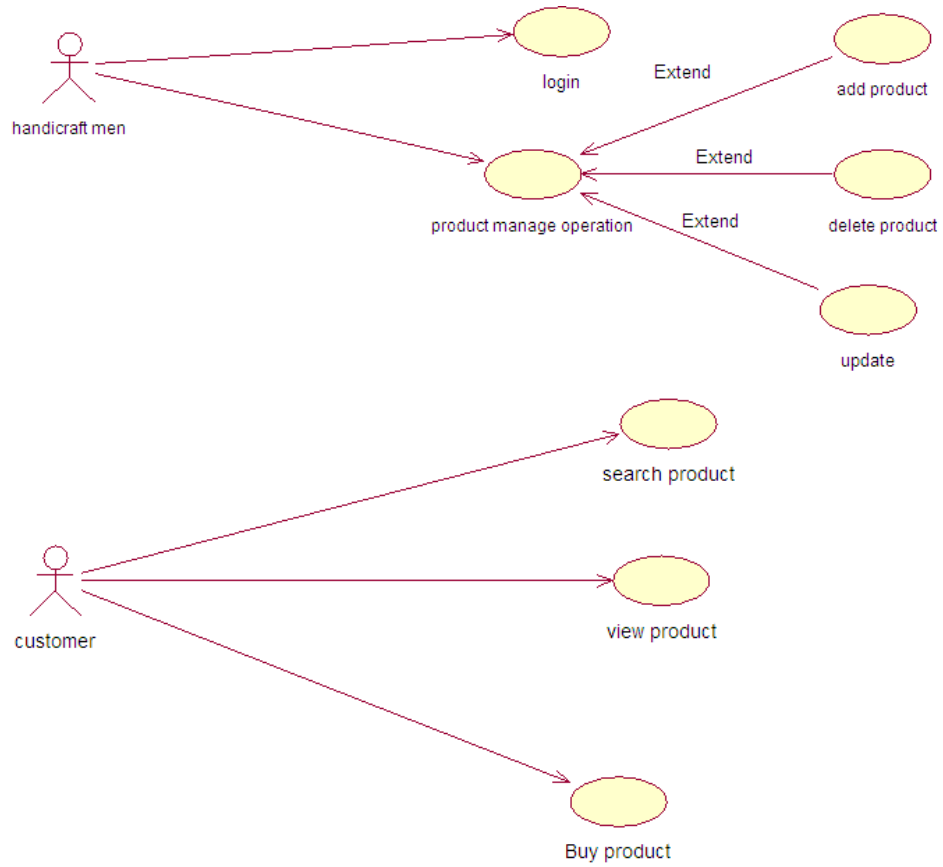 login
Extend
add product
handicraft men
Extend
product manage operation
Extend
delete product
update
search product
customer
view product
Buy product